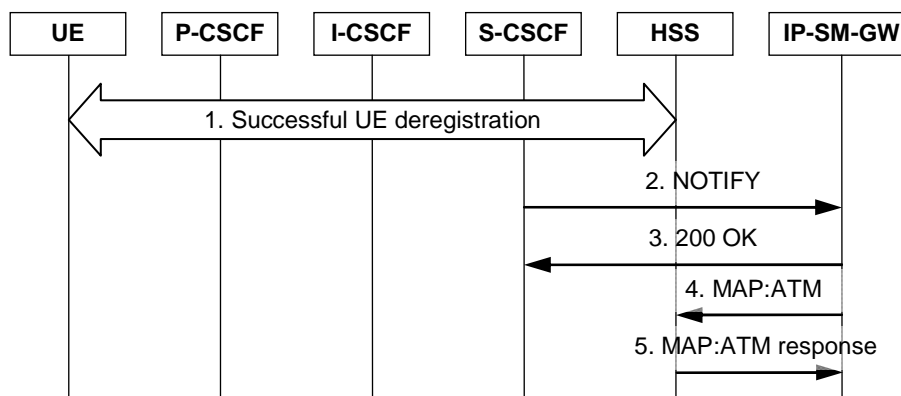 UE P-CSCF I-CSCF S-CSCF HSS IP-SM-GW
1. Successful UE deregistration
2. NOTIFY
3. 200 OK
4. MAP:ATM
5. MAP:ATM response